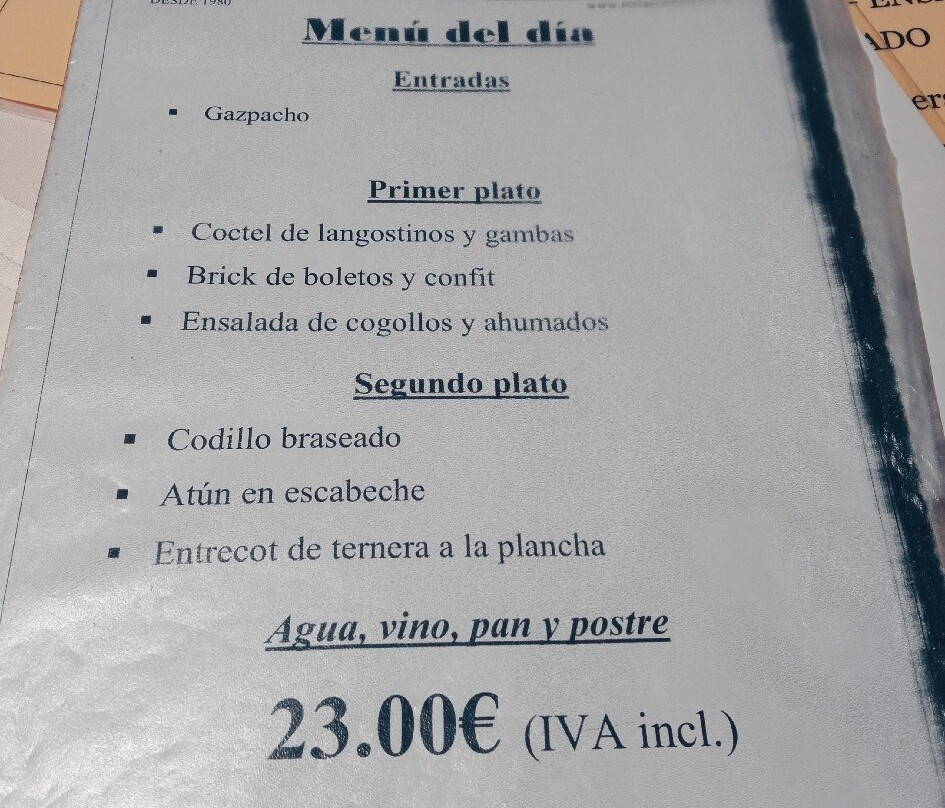 DESDE 1980
Menú del día
Entradas
▪ Gazpacho
Primer plato
▪ Coctel de langostinos y gambas
▪ Brick de boletos y confit
▪ Ensalada de cogollos y ahumados
Segundo plato
▪ Codillo braseado
▪ Atún en escabeche
▪ Entrecot de ternera a la plancha
Agua, vino, pan y postre
23.00€ (IVA incl.)